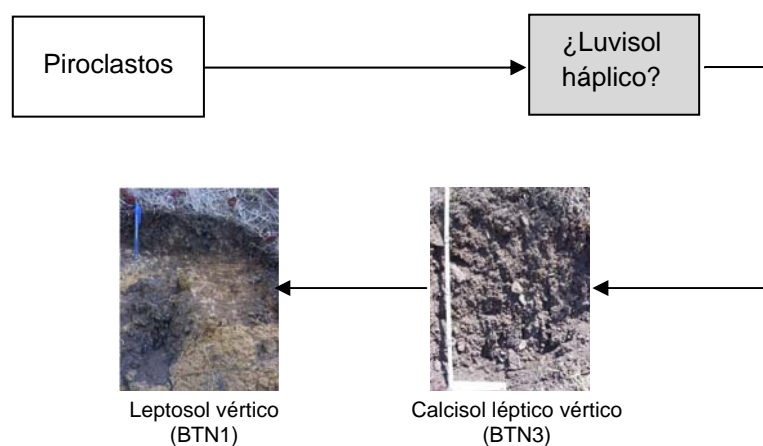 Piroclastos
¿Luvisol
háplico?
Leptosol vértico
(BTN1)
Calcisol léptico vértico
(BTN3)